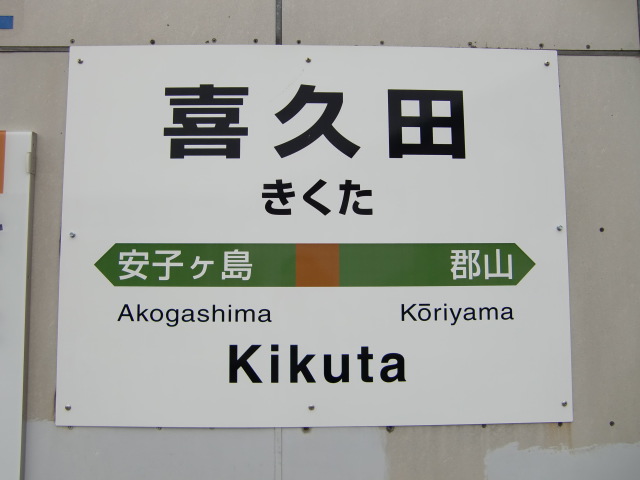 喜久田
きくた
安子ヶ島 郡山
Akogashima Kōriyama
Kikuta